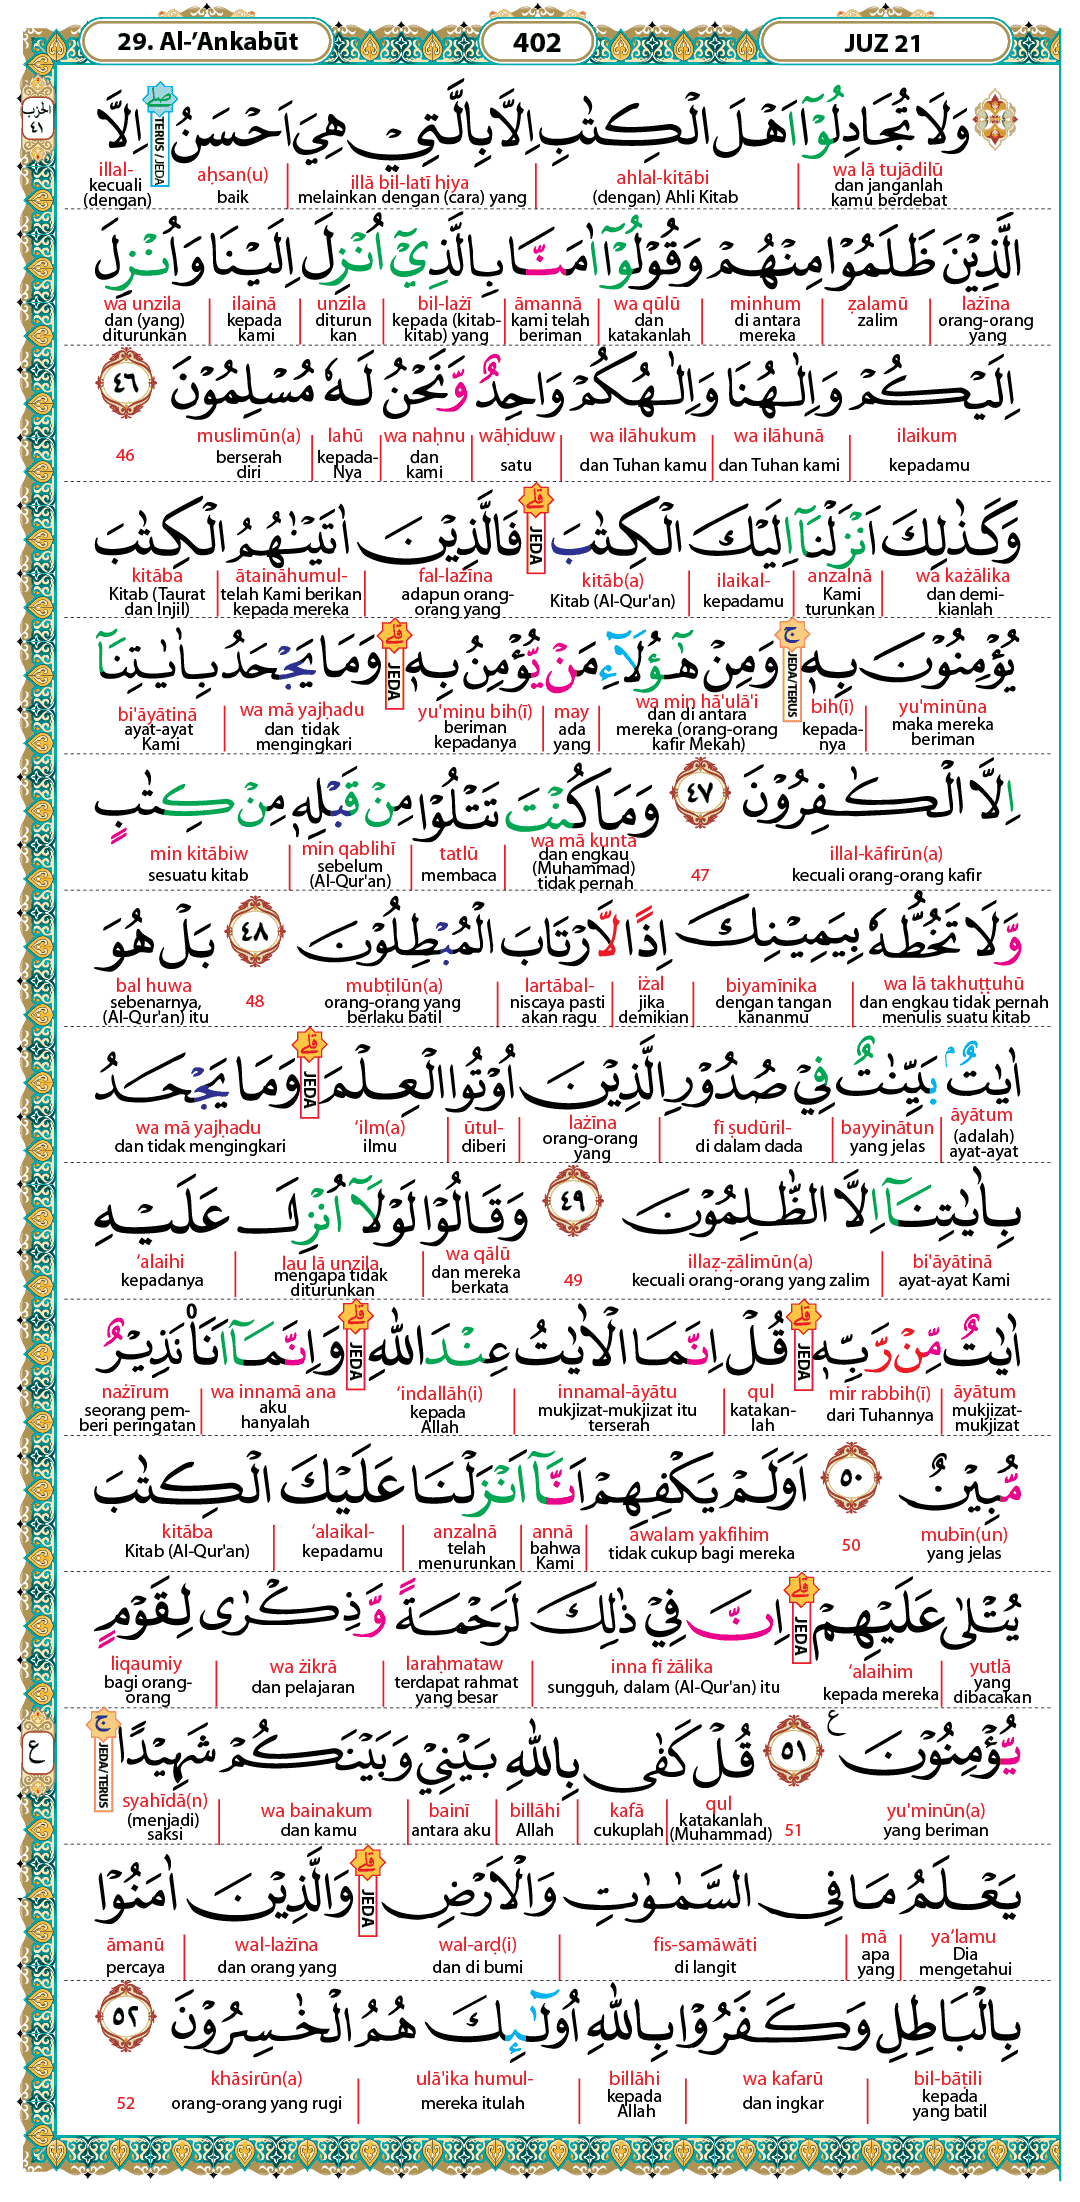 29. Al-’Ankabūt 402 JUZ 21
الحزب ٤١
وَلَا تُجَادِلُوْٓا اَهْلَ الْكِتٰبِ اِلَّا بِالَّتِيْ هِيَ اَحْسَنُ ۖ اِلَّا
TERUS/JEDA
wa lā tujādilū ahlal-kitābi illā bil-latī hiya aḥsan(u) illal-
dan janganlah kamu berdebat (dengan) Ahli Kitab melainkan dengan (cara) yang baik kecuali (dengan)
الَّذِيْنَ ظَلَمُوْا مِنْهُمْ وَقُوْلُوْٓا اٰمَنَّا بِالَّذِيْٓ اُنْزِلَ اِلَيْنَا وَاُنْزِلَ
lażīna ẓalamū minhum wa qūlū āmannā bil-lażī unzila ilainā wa unzila
orang-orang yang zalim di antara mereka dan katakanlah kami telah beriman kepada (kitab-kitab) yang diturun kan kepada kami dan (yang) diturunkan
اِلَيْكُمْ وَاِلٰهُنَا وَاِلٰهُكُمْ وَاحِدٌ وَّنَحْنُ لَهٗ مُسْلِمُوْنَ ٤٦
ilaikum wa ilāhunā wa ilāhukum wāḥiduw wa naḥnu lahū muslimūn(a) 46
kepadamu dan Tuhan kami dan Tuhan kamu satu dan kami kepada-Nya berserah diri
وَكَذٰلِكَ اَنْزَلْنَآ اِلَيْكَ الْكِتٰبَ ۗ فَالَّذِيْنَ اٰتَيْنٰهُمُ الْكِتٰبَ
JEDA
wa każālika anzalnā ilaikal- kitāb(a) fal-lażīna ātaināhumul- kitāba
dan demi-kianlah Kami turunkan kepadamu Kitab (Al-Qur'an) adapun orang-orang yang telah Kami berikan kepada mereka Kitab (Taurat dan Injil)
يُؤْمِنُوْنَ بِهٖ ۚ وَمِنْ هٰٓؤُلَاۤءِ مَنْ يُّؤْمِنُ بِهٖ ۗ وَمَا يَجْحَدُ بِاٰيٰتِنَآ
JEDA/TERUS JEDA
yu'minūna bih(ī) wa min hā'ulā'i may yu'minu bih(ī) wa mā yajḥadu bi'āyātinā
maka mereka beriman kepada-nya dan di antara mereka (orang-orang kafir Mekah) ada yang beriman kepadanya dan tidak mengingkari ayat-ayat Kami
اِلَّا الْكٰفِرُوْنَ ٤٧ وَمَا كُنْتَ تَتْلُوْا مِنْ قَبْلِهٖ مِنْ كِتٰبٍ
illal-kāfirūn(a) 47 wa mā kunta tatlū min qablihī min kitābiw
kecuali orang-orang kafir dan engkau (Muhammad) tidak pernah membaca sebelum (Al-Qur'an) sesuatu kitab
وَّلَا تَخُطُّهٗ بِيَمِيْنِكَ اِذًا لَّارْتَابَ الْمُبْطِلُوْنَ ٤٨ بَلْ هُوَ
wa lā takhuṭṭuhū biyamīnika iżal lartābal- mubṭilūn(a) 48 bal huwa
dan engkau tidak pernah menulis suatu kitab dengan tangan kananmu jika demikian niscaya pasti akan ragu orang-orang yang berlaku batil sebenarnya, (Al-Qur'an) itu
اٰيٰتٌۢ بَيِّنٰتٌ فِيْ صُدُوْرِ الَّذِيْنَ اُوْتُوا الْعِلْمَ ۗ وَمَا يَجْحَدُ
JEDA
āyātum bayyinātun fī ṣudūril- lażīna ūtul- ‘ilm(a) wa mā yajḥadu
(adalah) ayat-ayat yang jelas di dalam dada orang-orang yang diberi ilmu dan tidak mengingkari
بِاٰيٰتِنَآ اِلَّا الظّٰلِمُوْنَ ٤٩ وَقَالُوْا لَوْلَآ اُنْزِلَ عَلَيْهِ
bi'āyātinā illaẓ-ẓālimūn(a) 49 wa qālū lau lā unzila ‘alaihi
ayat-ayat Kami kecuali orang-orang yang zalim dan mereka berkata mengapa tidak diturunkan kepadanya
اٰيٰتٌ مِّنْ رَّبِّهٖ ۗ قُلْ اِنَّمَا الْاٰيٰتُ عِنْدَ اللّٰهِ ۗ وَاِنَّمَآ اَنَا۠ نَذِيْرٌ
JEDA JEDA
āyātum mir rabbih(ī) qul innamal-āyātu ‘indallāh(i) wa innamā ana nażīrum
mukjizat-mukjizat dari Tuhannya katakan-lah mukjizat-mukjizat itu terserah kepada Allah aku hanyalah seorang pem-beri peringatan
مُّبِيْنٌ ٥٠ اَوَلَمْ يَكْفِهِمْ اَنَّآ اَنْزَلْنَا عَلَيْكَ الْكِتٰبَ
mubīn(un) 50 awalam yakfihim annā anzalnā ‘alaikal- kitāba
yang jelas tidak cukup bagi mereka bahwa Kami telah menurunkan kepadamu Kitab (Al-Qur'an)
يُتْلٰى عَلَيْهِمْ ۗ اِنَّ فِيْ ذٰلِكَ لَرَحْمَةً وَّذِكْرٰى لِقَوْمٍ
JEDA
yutlā ‘alaihim inna fī żālika laraḥmataw wa żikrā liqaumiy
yang dibacakan kepada mereka sungguh, dalam (Al-Qur'an) itu terdapat rahmat yang besar dan pelajaran bagi orang-orang
يُّؤْمِنُوْنَ ࣖ ٥١ قُلْ كَفٰى بِاللّٰهِ بَيْنِيْ وَبَيْنَكُمْ شَهِيْدًا ۚ
ع
JEDA/TERUS
yu'minūn(a) 51 qul kafā billāhi bainī wa bainakum syahīdā(n)
yang beriman katakanlah (Muhammad) cukuplah Allah antara aku dan kamu (menjadi) saksi
يَعْلَمُ مَا فِى السَّمٰوٰتِ وَالْاَرْضِ ۗ وَالَّذِيْنَ اٰمَنُوْا
JEDA
ya‘lamu mā fis-samāwāti wal-arḍ(i) wal-lażīna āmanū
Dia mengetahui apa yang di langit dan di bumi dan orang yang percaya
بِالْبَاطِلِ وَكَفَرُوْا بِاللّٰهِ اُولٰۤىِٕكَ هُمُ الْخٰسِرُوْنَ ٥٢
bil-bāṭili wa kafarū billāhi ulā'ika humul- khāsirūn(a) 52
kepada yang batil dan ingkar kepada Allah mereka itulah orang-orang yang rugi